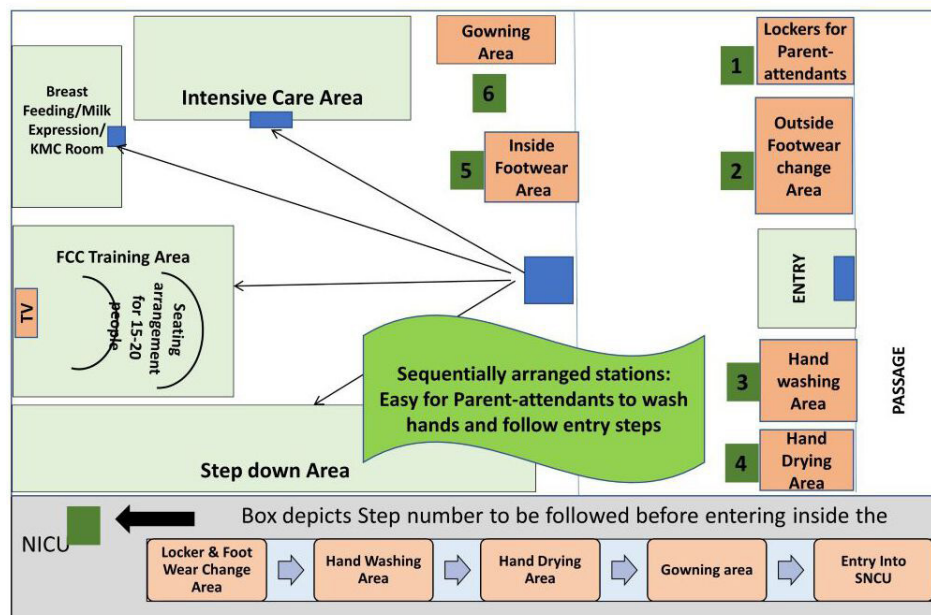 Breast
Feeding/Milk
Expression/
KMC Room
Intensive Care Area
Gowning
Area
6
5
Inside
Footwear
Area
1
Lockers for
Parent-
attendants
2
Outside
Footwear
change
Area
FCC Training Area
TV
Seating
arrangement
for 15-20
people
ENTRY
PASSAGE
Sequentially arranged stations:
Easy for Parent-attendants to wash
hands and follow entry steps
3
Hand
washing
Area
4
Hand
Drying
Area
Step down Area
Box depicts Step number to be followed before entering inside the
NICU
Locker & Foot
Wear Change
Area
Hand Washing
Area
Hand Drying
Area
Gowning area
Entry Into
SNCU